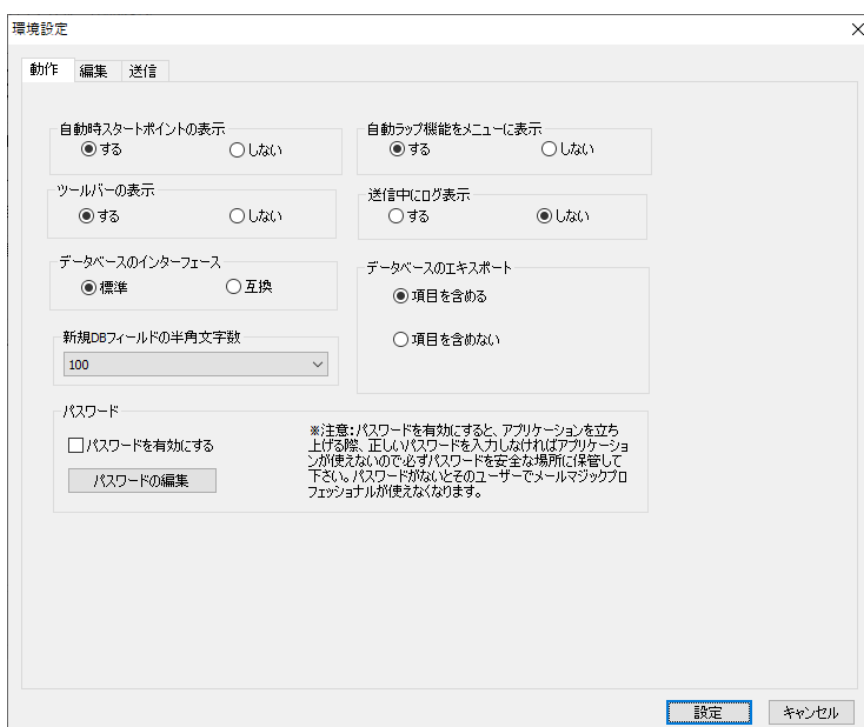 環境設定
動作 編集 送信
自動時スタートポイントの表示
する しない
自動ラップ機能をメニューに表示
する しない
ツールバーの表示
する しない
送信中にログ表示
する しない
データベースのインターフェース
標準 互換
データベースのエキスポート
項目を含める
項目を含めない
新規DBフィールドの半角文字数
100
パスワード
パスワードを有効にする
パスワードの編集
※注意:パスワードを有効にすると、アプリケーションを立ち
上げる際、正しいパスワードを入力しなければアプリケーショ
ンが使えないので必ずパスワードを安全な場所に保管して
下さい。パスワードがないとそのユーザーでメールマジックプロ
フェッショナルが使えなくなります。
設定 キャンセル